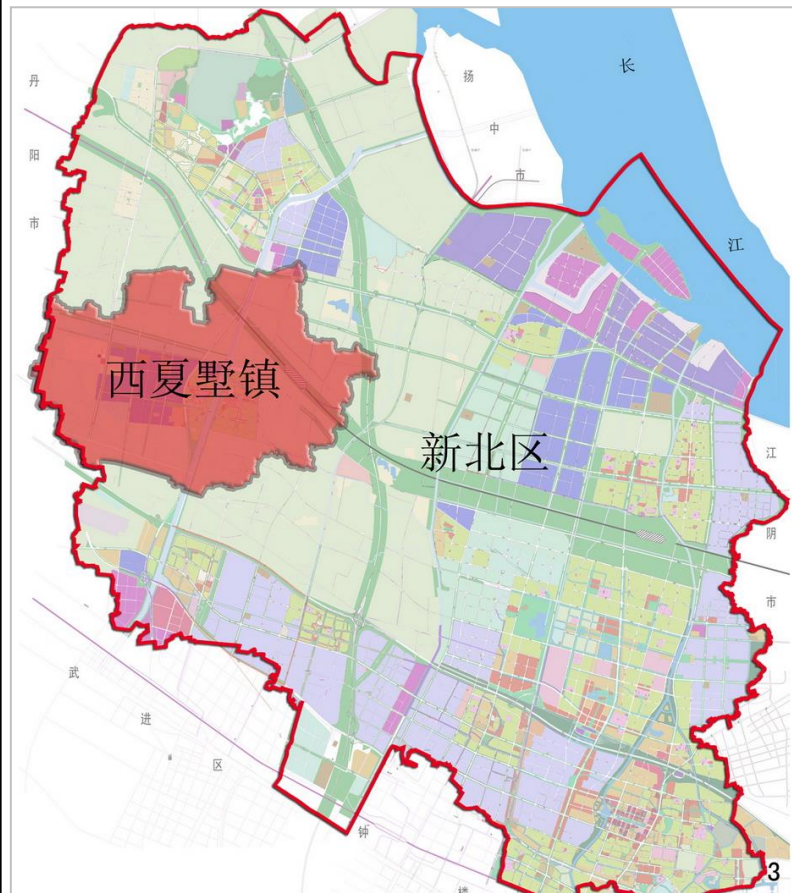 长
江
扬
中
市
丹
阳
市
西夏墅镇
新北区
江
阴
市
武
进
区
钟
楼
3